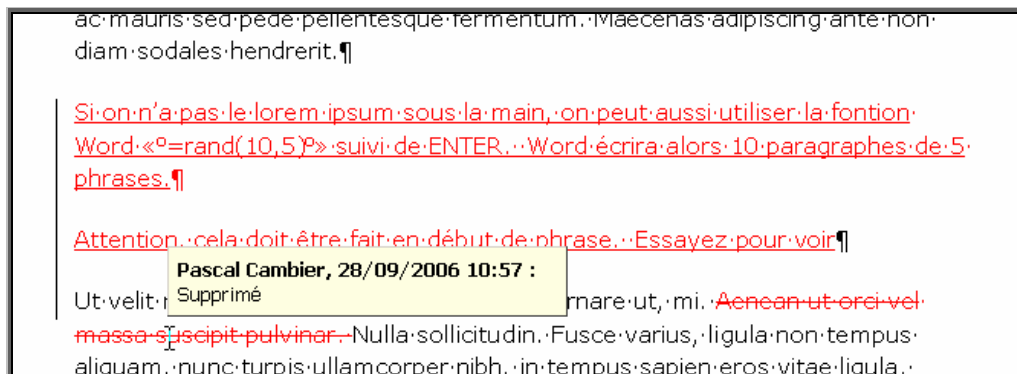 ac·mauris·sed·pede·pellentesque·fermentum.·Maecenas·adipiscing·ante·non·
diam·sodales·hendrerit.¶
Si·on·n’a·pas·le·lorem·ipsum·sous·la·main,·on·peut·aussi·utiliser·la·fontion·
Word·«º=rand(10,5)º»·suivi·de·ENTER.··Word·écrira·alors·10·paragraphes·de·5·
phrases.¶
Attention,·cela·doit·être·fait·en·début·de·phrase.··Essayez·pour·voir¶
Pascal Cambier, 28/09/2006 10:57 :
Supprimé
Ut·velit· rnare·ut,·mi.·Aenean·ut·orci·vel·
massa·suscipit·pulvinar.·Nulla·sollicitudin.·Fusce·varius,·ligula·non·tempus·
aliquam,·nunc·turpis·ullamcorper·nibh,·in·tempus·sapien·eros·vitae·ligula.·